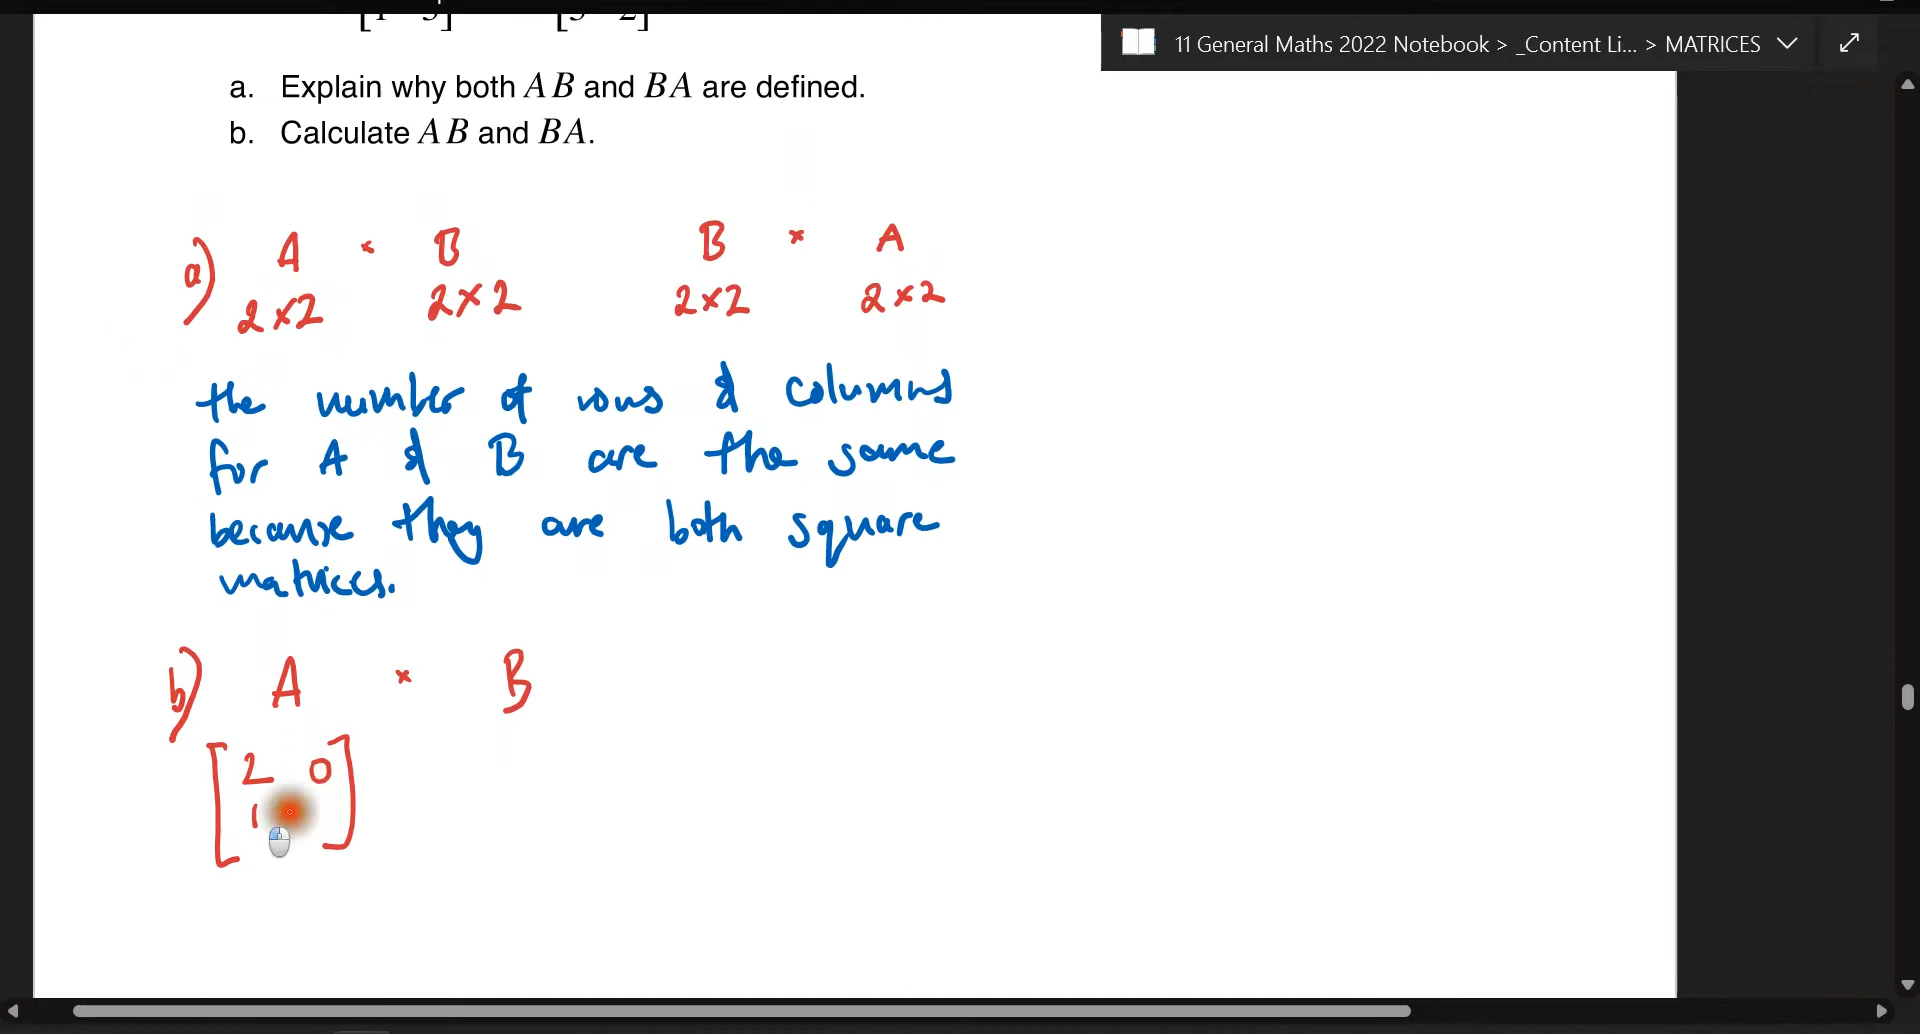 11 General Maths 2022 Notebook > _Content Li... > MATRICES
a. Explain why both AB and BA are defined.
b. Calculate AB and BA.
a) A × B B × A
2×2 2×2 2×2 2×2
the number of rows & columns
for A & B are the same
because they are both square
matrices.
b) A × B
[2 0
1 ]